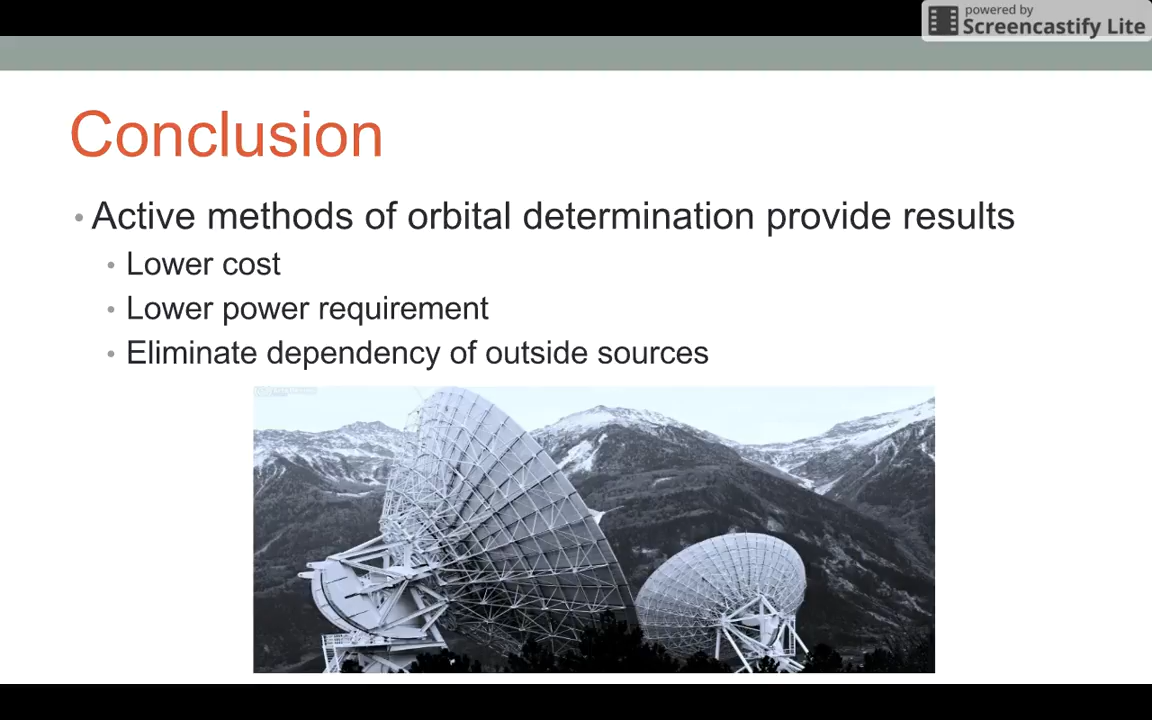 powered by
Screencastify Lite
Conclusion
• Active methods of orbital determination provide results
• Lower cost
• Lower power requirement
• Eliminate dependency of outside sources